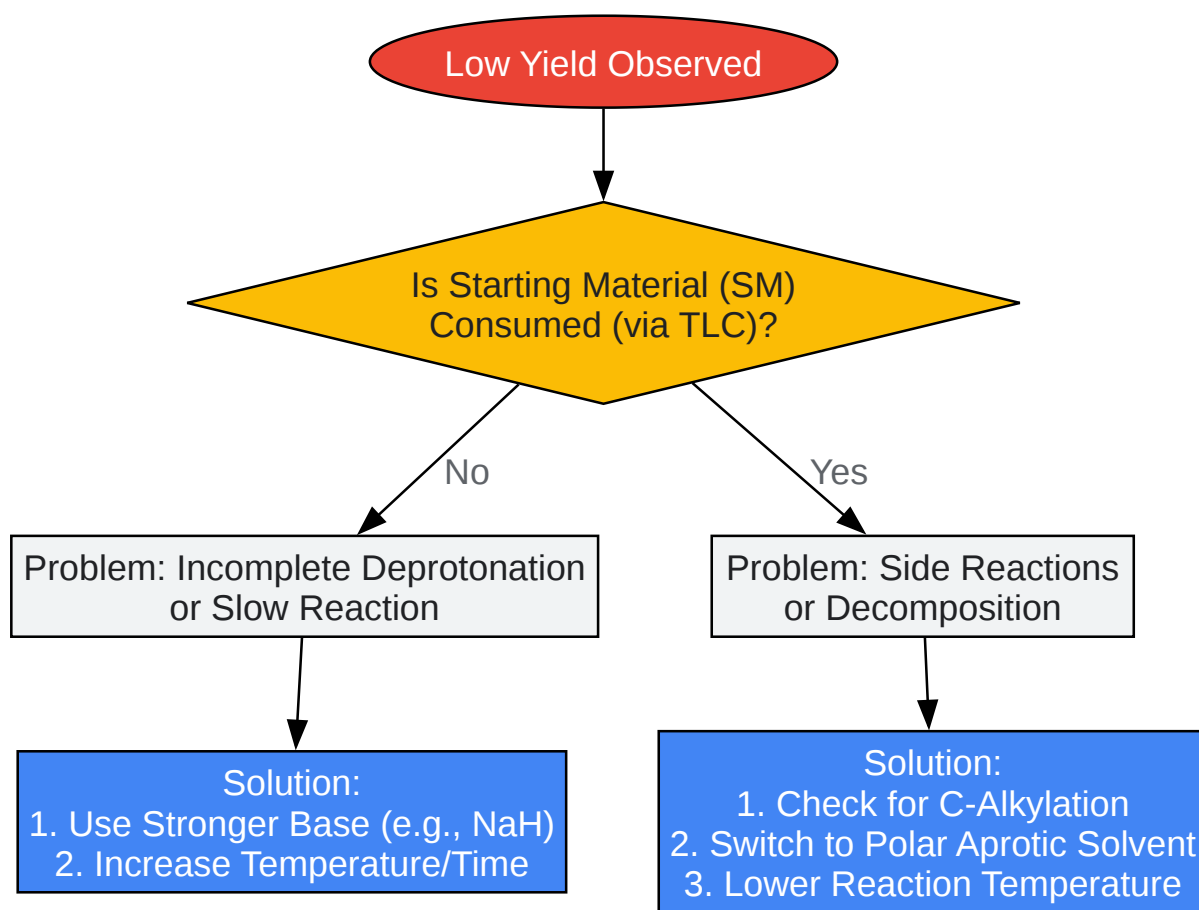 Low Yield Observed
Is Starting Material (SM)
Consumed (via TLC)?
No
Yes
Problem: Incomplete Deprotonation
or Slow Reaction
Problem: Side Reactions
or Decomposition
Solution:
1. Use Stronger Base (e.g., NaH)
2. Increase Temperature/Time
Solution:
1. Check for C-Alkylation
2. Switch to Polar Aprotic Solvent
3. Lower Reaction Temperature